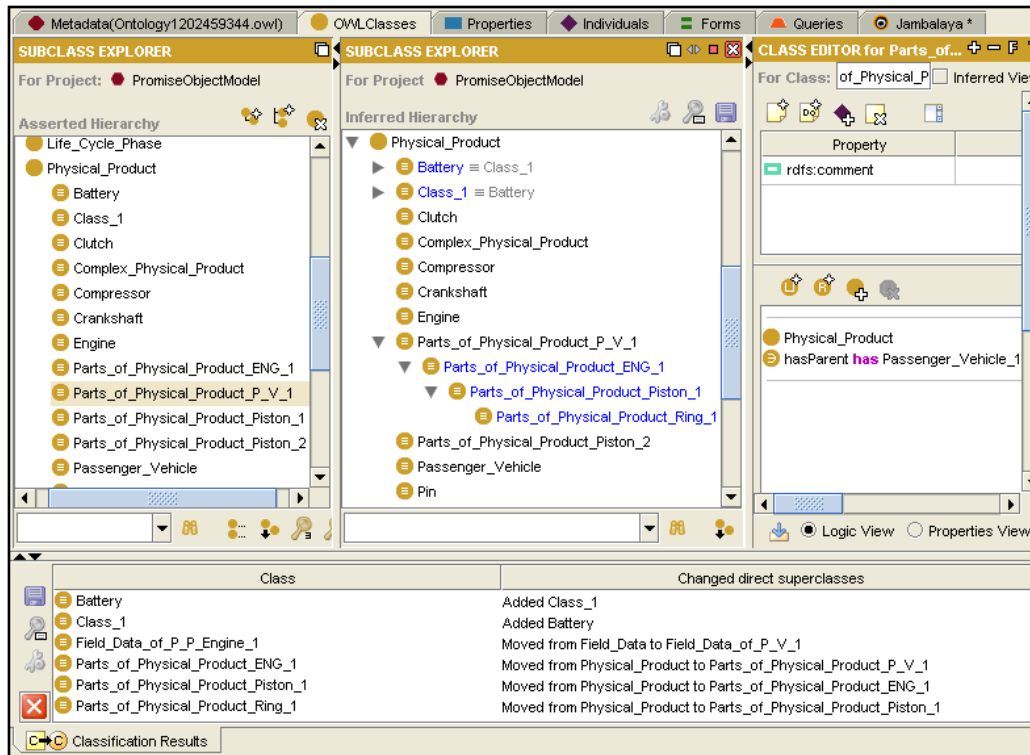 Metadata(Ontology1202459344.owl) OWLClasses Properties Individuals Forms Queries Jambalaya *
SUBCLASS EXPLORER
For Project: PromiseObjectModel
Asserted Hierarchy
Life_Cycle_Phase
Physical_Product
Battery
Class_1
Clutch
Complex_Physical_Product
Compressor
Crankshaft
Engine
Parts_of_Physical_Product_ENG_1
Parts_of_Physical_Product_P_V_1
Parts_of_Physical_Product_Piston_1
Parts_of_Physical_Product_Piston_2
Passenger_Vehicle
SUBCLASS EXPLORER
For Project PromiseObjectModel
Inferred Hierarchy
Physical_Product
Battery ≡ Class_1
Class_1 ≡ Battery
Clutch
Complex_Physical_Product
Compressor
Crankshaft
Engine
Parts_of_Physical_Product_P_V_1
Parts_of_Physical_Product_ENG_1
Parts_of_Physical_Product_Piston_1
Parts_of_Physical_Product_Ring_1
Parts_of_Physical_Product_Piston_2
Passenger_Vehicle
Pin
CLASS EDITOR for Parts_of...
For Class: of_Physical_P Inferred Vie
Property
rdfs:comment
Physical_Product
hasParent has Passenger_Vehicle_1
Logic View Properties View
Class Changed direct superclasses
Battery Added Class_1
Class_1 Added Battery
Field_Data_of_P_P_Engine_1 Moved from Field_Data to Field_Data_of_P_V_1
Parts_of_Physical_Product_ENG_1 Moved from Physical_Product to Parts_of_Physical_Product_P_V_1
Parts_of_Physical_Product_Piston_1 Moved from Physical_Product to Parts_of_Physical_Product_ENG_1
Parts_of_Physical_Product_Ring_1 Moved from Physical_Product to Parts_of_Physical_Product_Piston_1
Classification Results